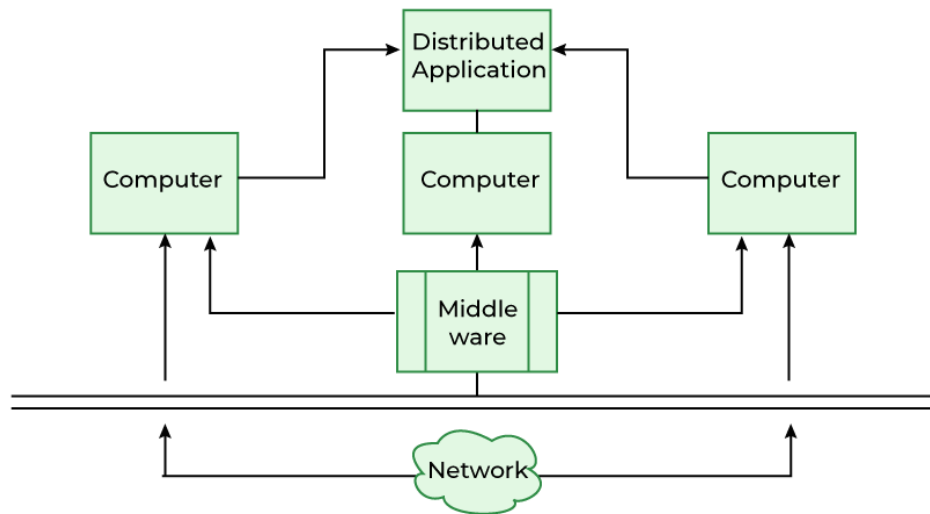 Distributed
Application
Computer
Computer
Computer
Middle
ware
Network